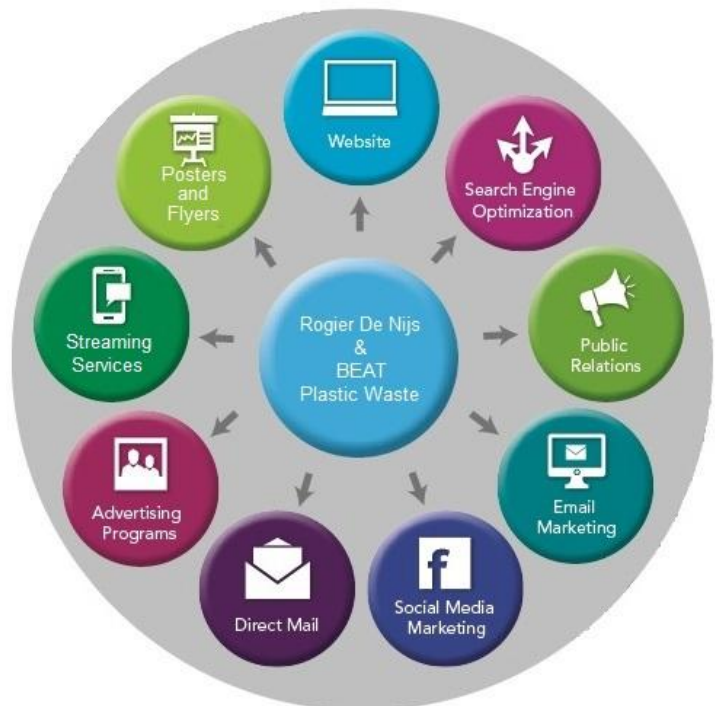 Website
Search Engine
Optimization
Public
Relations
Email
Marketing
Social Media
Marketing
Direct Mail
Advertising
Programs
Streaming
Services
Posters
and
Flyers
Rogier De Nijs
&
BEAT
Plastic Waste